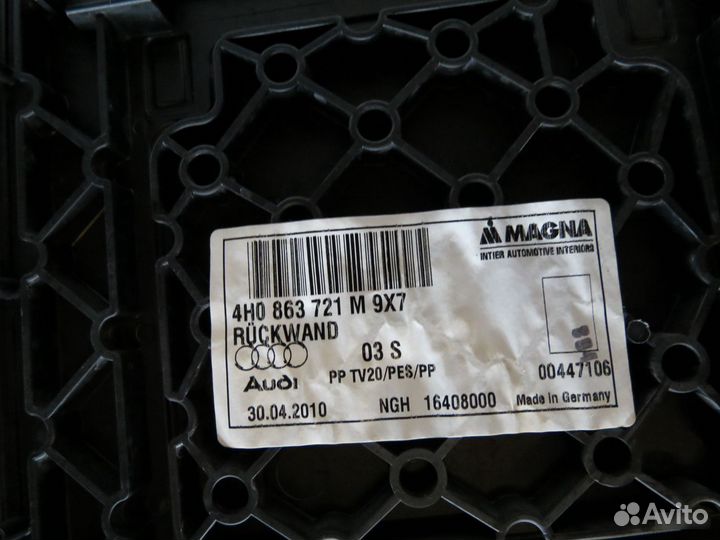 MAGNA
INTIER AUTOMOTIVE INTERIORS
4H0 863 721 M 9X7
RÜCKWAND
03 S
Audi
PP TV20/PES/PP
00447106
30.04.2010
NGH 16408000
Made in Germany
Avito